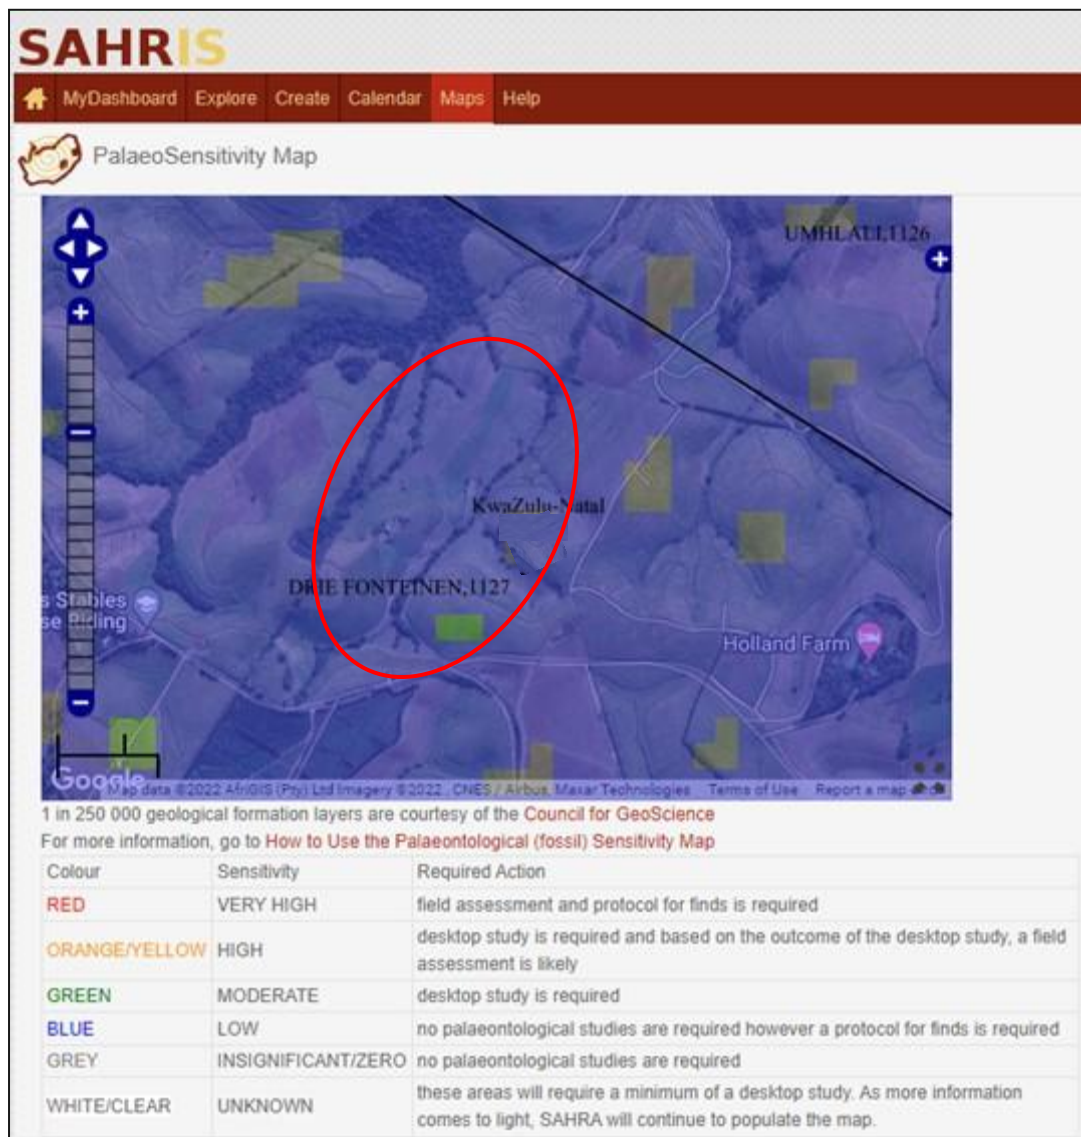 SAHRIS
MyDashboard Explore Create Calendar Maps Help
PalaeoSensitivity Map
UMHLALI,1126
KwaZulu-Natal
DRIE FONTEINEN,1127
s Stables
se Riding
Holland Farm
Google
Map data ©2022 AfriGIS (Pty) Ltd Imagery ©2022 , CNES / Airbus, Maxar Technologies Terms of Use Report a map
1 in 250 000 geological formation layers are courtesy of the Council for GeoScience
For more information, go to How to Use the Palaeontological (fossil) Sensitivity Map
Colour Sensitivity Required Action
RED VERY HIGH field assessment and protocol for finds is required
ORANGE/YELLOW HIGH desktop study is required and based on the outcome of the desktop study, a field
assessment is likely
GREEN MODERATE desktop study is required
BLUE LOW no palaeontological studies are required however a protocol for finds is required
GREY INSIGNIFICANT/ZERO no palaeontological studies are required
WHITE/CLEAR UNKNOWN these areas will require a minimum of a desktop study. As more information
comes to light, SAHRA will continue to populate the map.